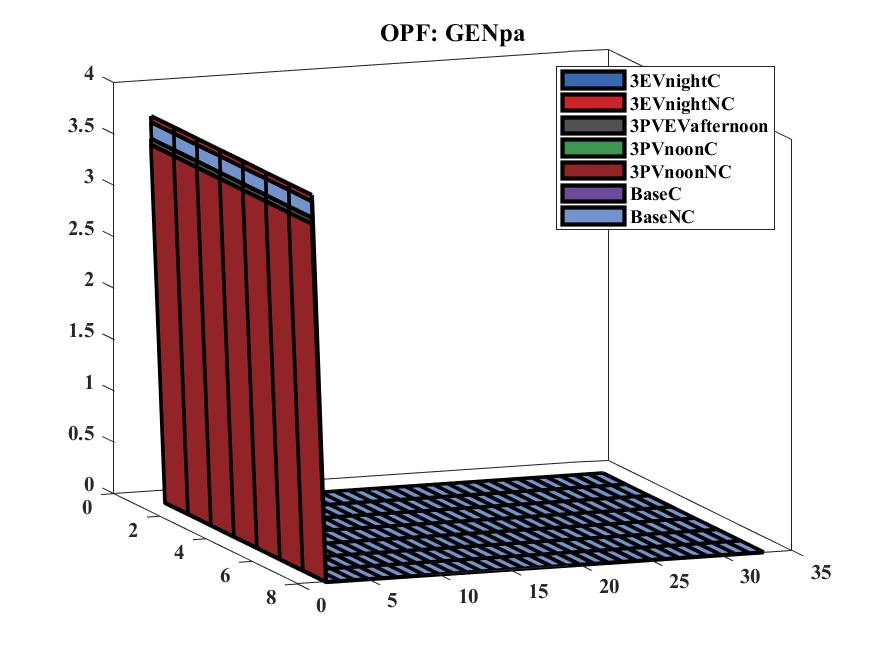 OPF: GENpa
3EVnightC
3EVnightNC
3PVEVafternoon
3PVnoonC
3PVnoonNC
BaseC
BaseNC
4
3.5
3
2.5
2
1.5
1
0.5
0
0
2
4
6
8
0
5
10
15
20
25
30
35